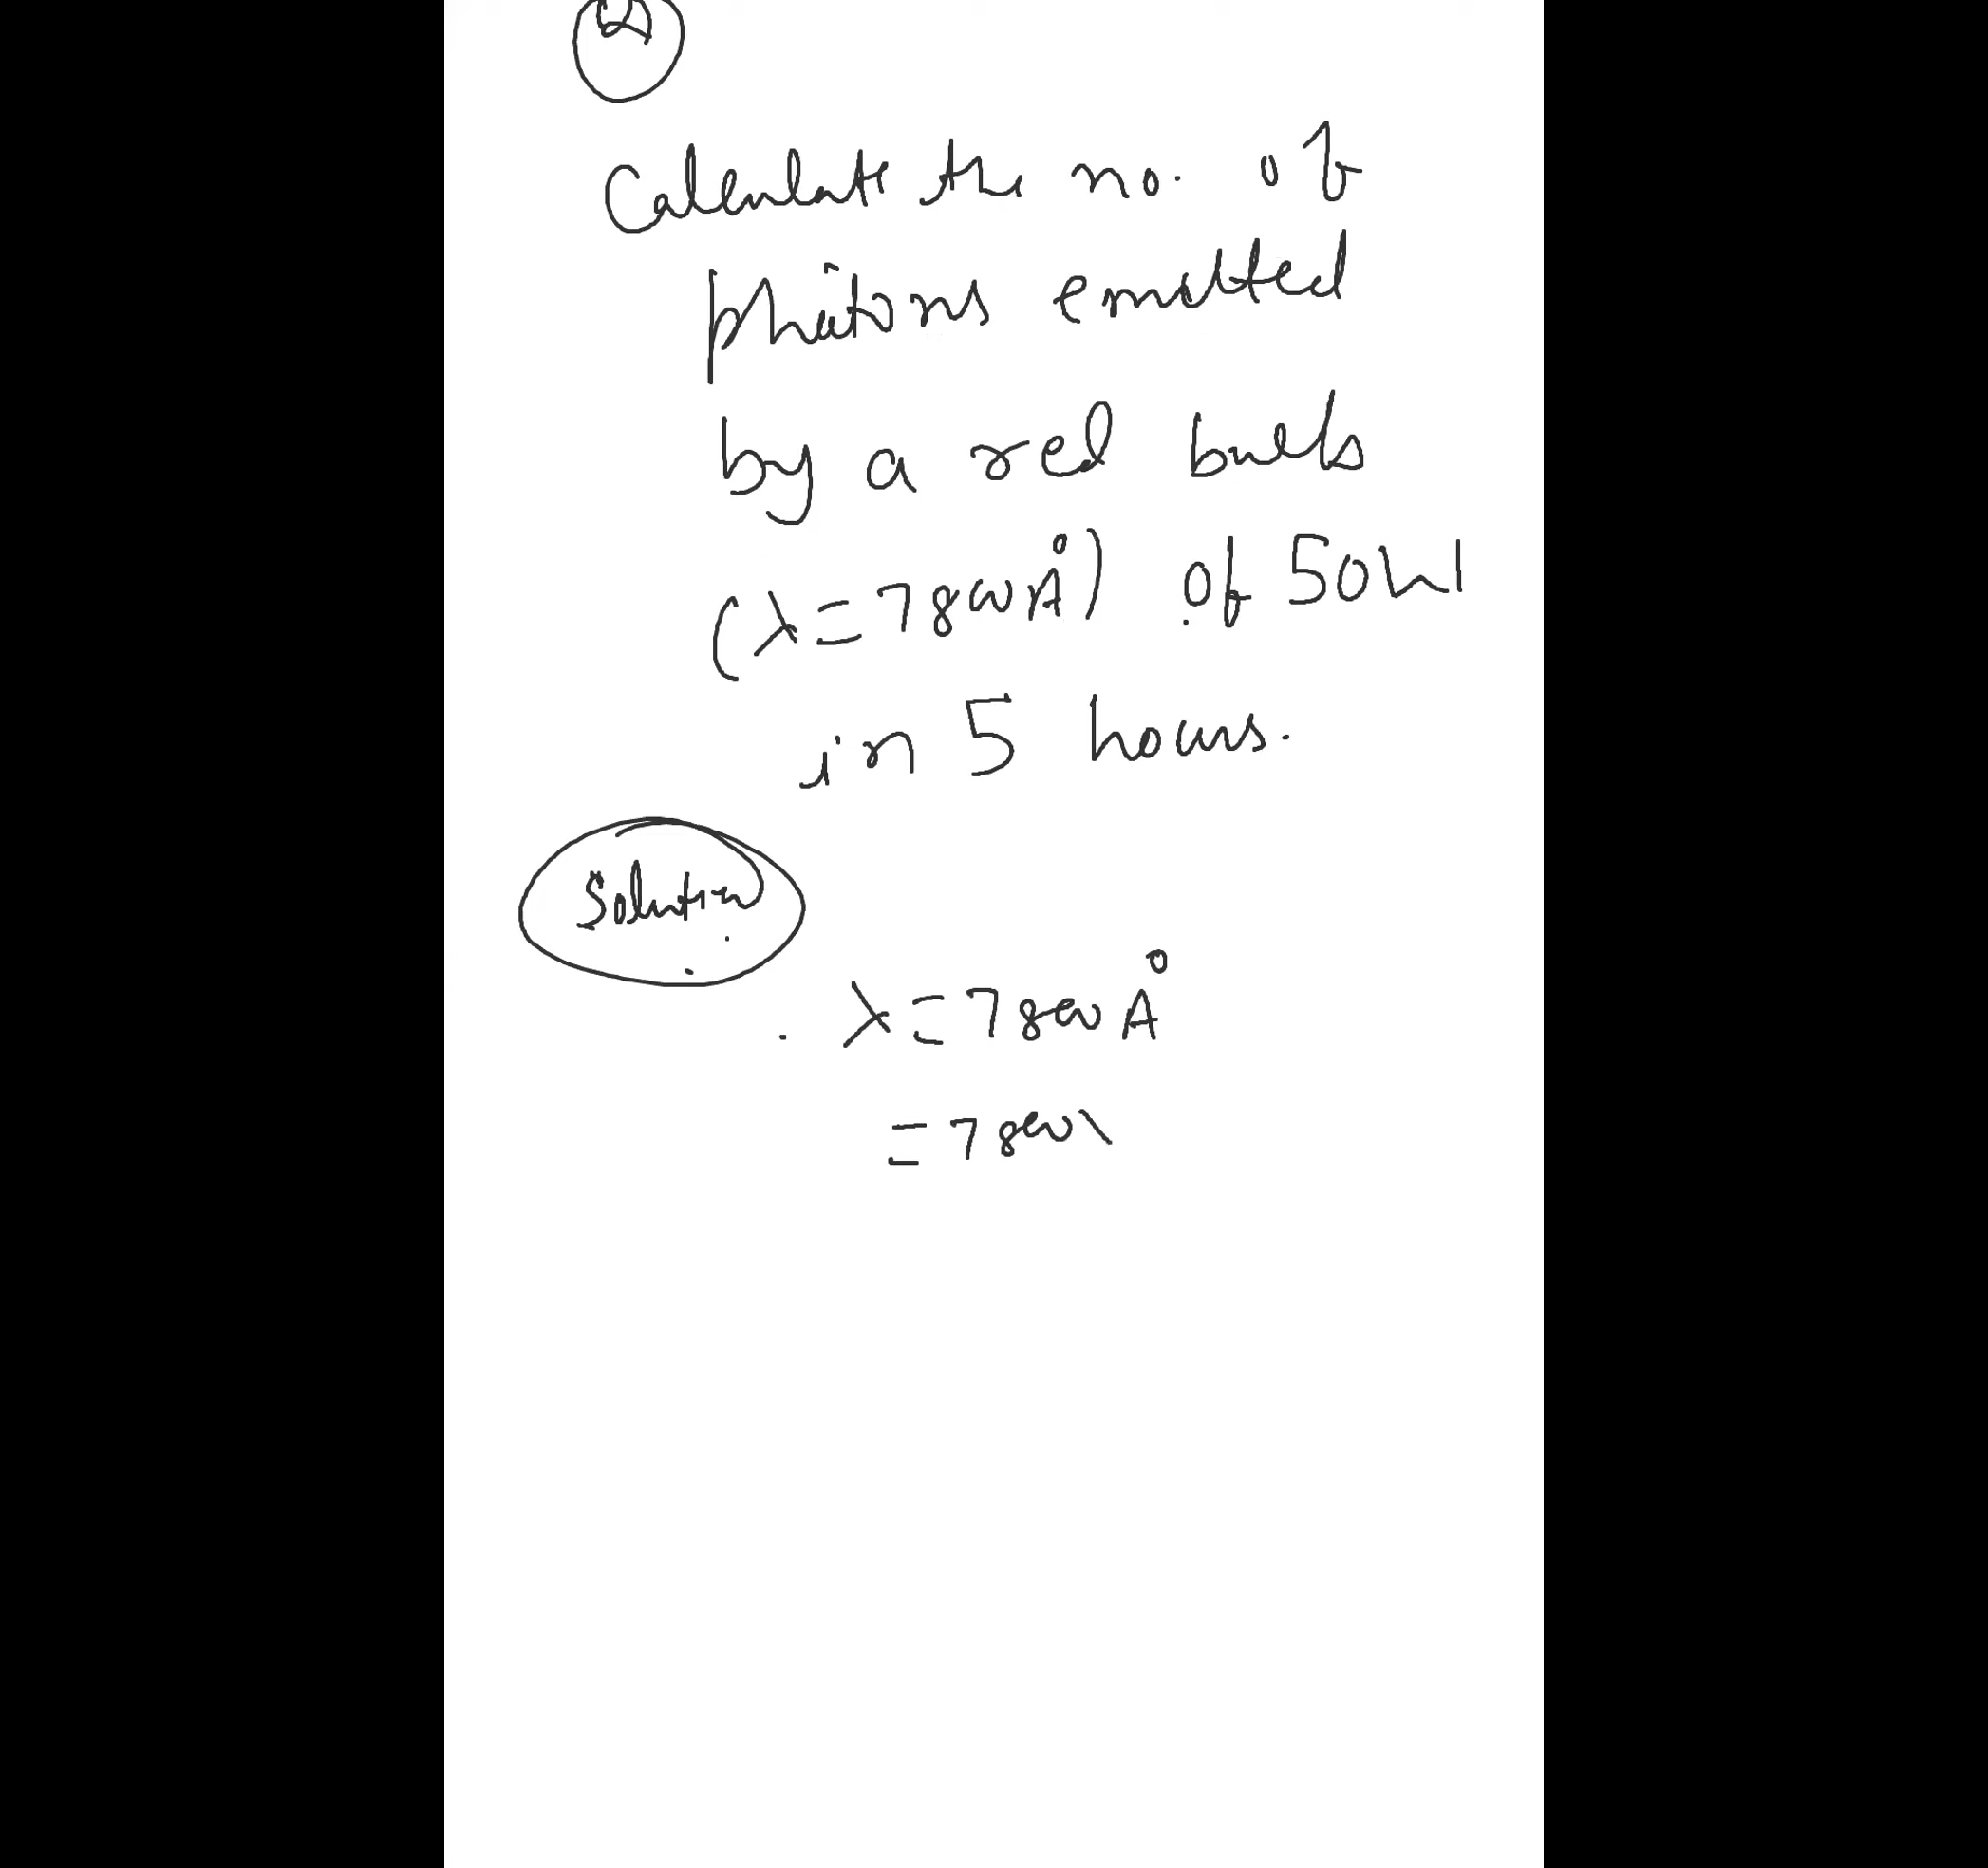 Calculate the no. of
photons emitted
by a red bulb
(λ=7800Å) of 50W
in 5 hours.
Solution
λ=7800Å
=7800